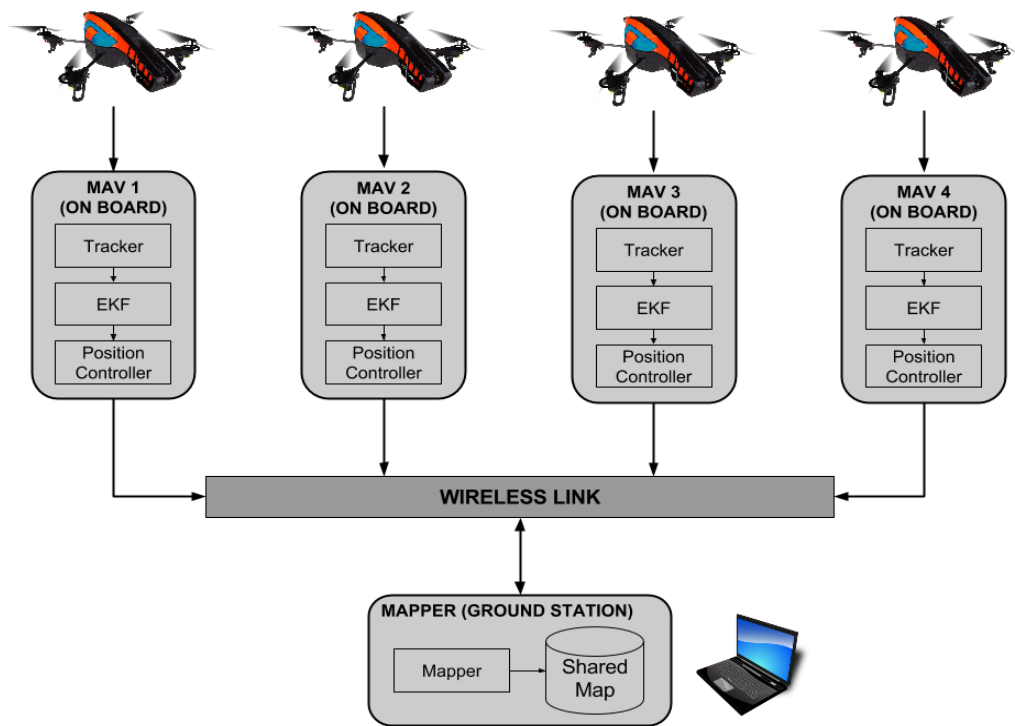 MAV 1
(ON BOARD)
Tracker
EKF
Position
Controller
MAV 2
(ON BOARD)
Tracker
EKF
Position
Controller
MAV 3
(ON BOARD)
Tracker
EKF
Position
Controller
MAV 4
(ON BOARD)
Tracker
EKF
Position
Controller
WIRELESS LINK
MAPPER (GROUND STATION)
Mapper
Shared
Map